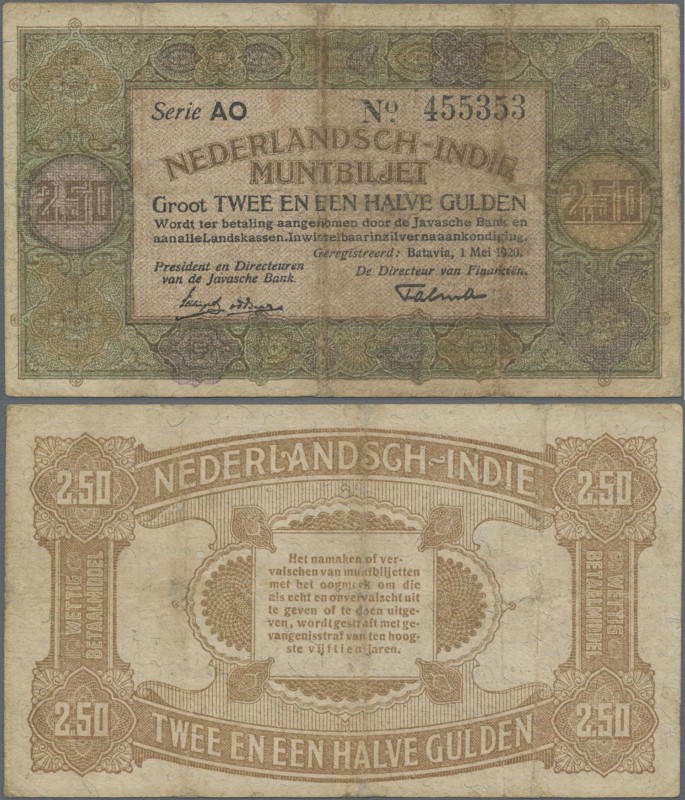 Serie AO Nº 455353
NEDERLANDSCH-INDIË
MUNTBILJET
2,50 2,50
Groot TWEE EN EEN HALVE GULDEN
Wordt ter betaling aangenomen door de Javasche Bank en
aan alle Landskassen. Inwisselbaar in zilver na aankondiging.
Geregistreerd: Batavia, 1 Mei 1920.
President en Directeuren
van de Javasche Bank.
De Directeur van Financiën.
NEDERLANDSCH-INDIE
2,50 2,50
WETTIG
BETAALMIDDEL
WETTIG
BETAALMIDDEL
Het namaken of ver-
valschen van muntbiljetten
met het oogmerk om die
als echt en onvervalscht uit
te geven of te doen uitge-
ven, wordt gestraft met ge-
vangenisstraf van ten hoog-
ste vijftien jaren.
2,50 2,50
TWEE EN EEN HALVE GULDEN